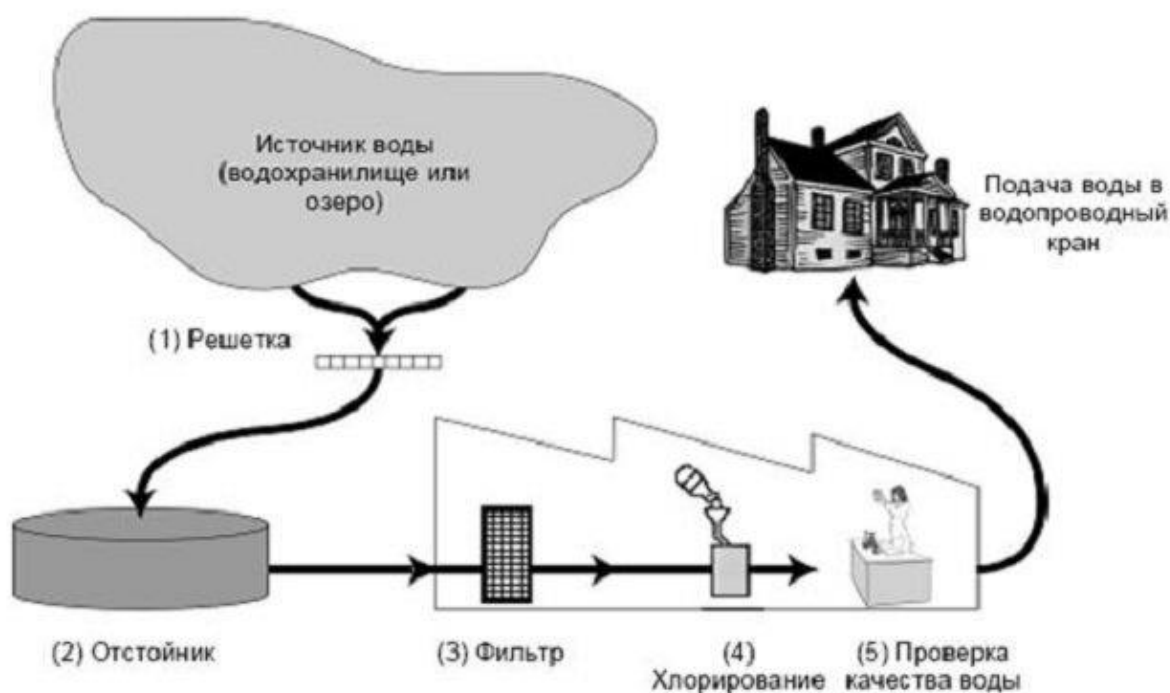 Источник воды
(водохранилище или
озеро)
Подача воды в
водопроводный
кран
(1) Решетка
(2) Отстойник
(3) Фильтр
(4)
Хлорирование
(5) Проверка
качества воды